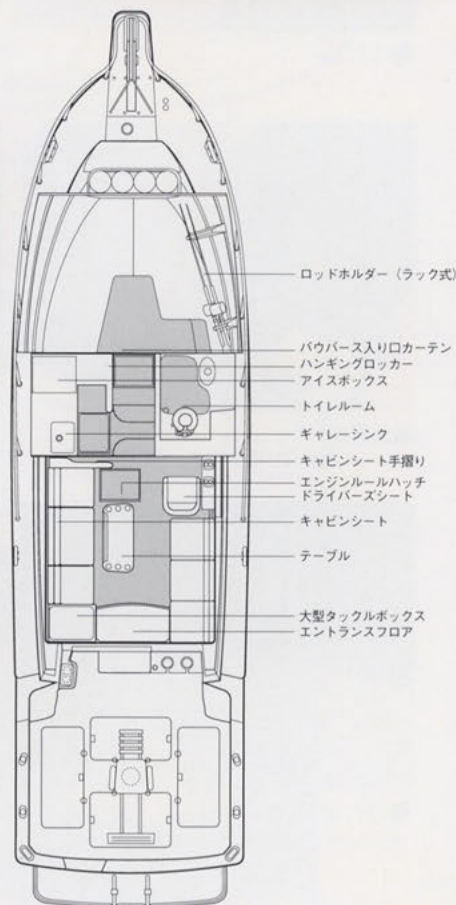 ロッドホルダー（ラック式）
バウバース入り口カーテン
ハンギングロッカー
アイスボックス
トイレルーム
ギャレーシンク
キャビンシート手摺り
エンジンルールハッチ
ドライバーズシート
キャビンシート
テーブル
大型タックルボックス
エントランスフロア